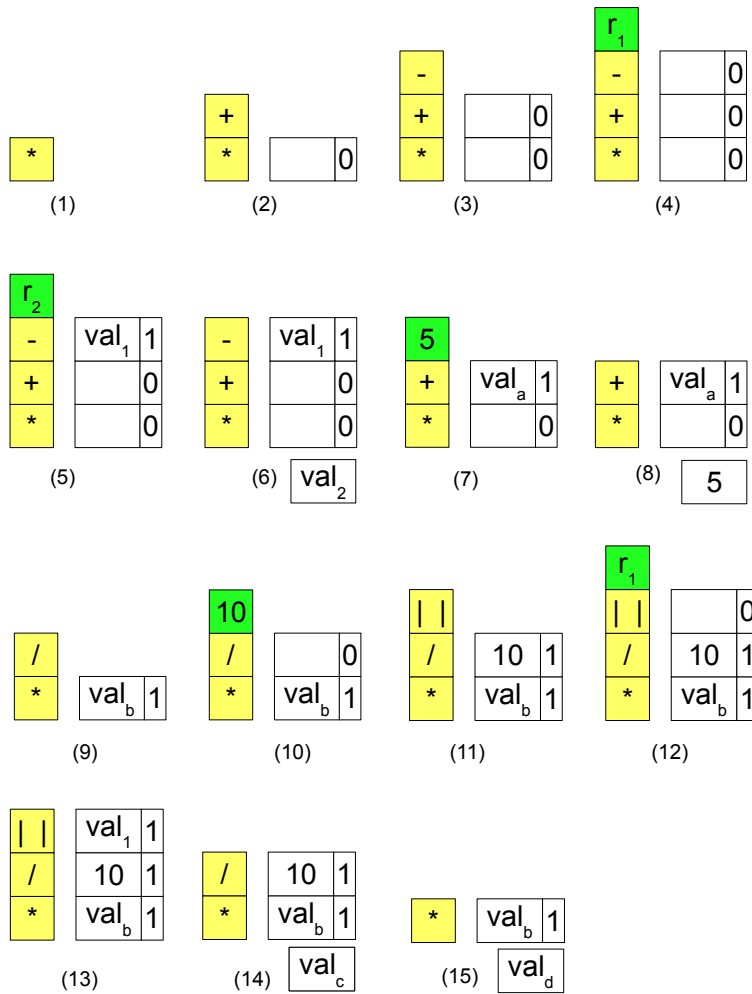 r1
- 0
- + 0 + 0
+ + 0 + 0
* * 0 * 0 * 0
(1) (2) (3) (4)
r2
- val1 1 - val1 1 5
+ 0 + 0 + vala 1 + vala 1
* 0 * 0 * 0 * 0
(5) (6) val2 (7) (8) 5
r1
10 | | | | 0
/ / 0 / 10 1 / 10 1
* valb 1 * valb 1 * valb 1 * valb 1
(9) (10) (11) (12)
| | val1 1
/ 10 1 / 10 1
* valb 1 * valb 1 * valb 1
(13) (14) valc (15) vald